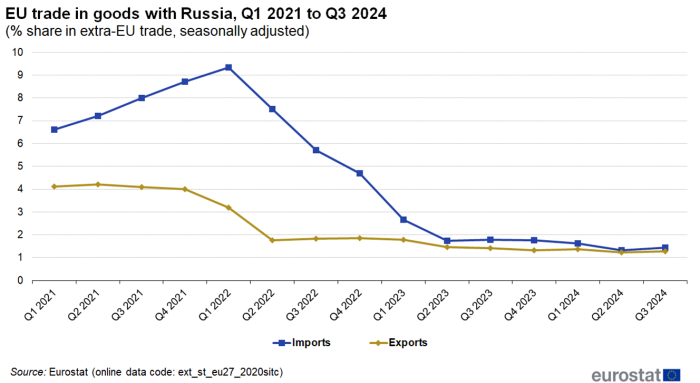 EU trade in goods with Russia, Q1 2021 to Q3 2024
(% share in extra-EU trade, seasonally adjusted)
10
9
8
7
6
5
4
3
2
1
0
Q1 2021
Q2 2021
Q3 2021
Q4 2021
Q1 2022
Q2 2022
Q3 2022
Q4 2022
Q1 2023
Q2 2023
Q3 2023
Q4 2023
Q1 2024
Q2 2024
Q3 2024
Imports
Exports
Source: Eurostat (online data code: ext_st_eu27_2020sitc)
eurostat